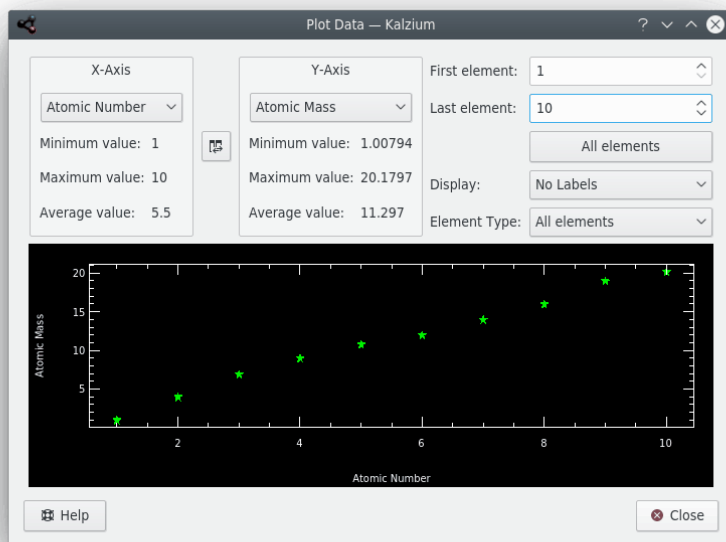 Plot Data — Kalzium
?
X-Axis
Atomic Number
Minimum value: 1
Maximum value: 10
Average value: 5.5
Y-Axis
Atomic Mass
Minimum value: 1.00794
Maximum value: 20.1797
Average value: 11.297
First element: 1
Last element: 10
All elements
Display: No Labels
Element Type: All elements
Atomic Mass
20
15
10
5
2 4 6 8 10
Atomic Number
Help
Close